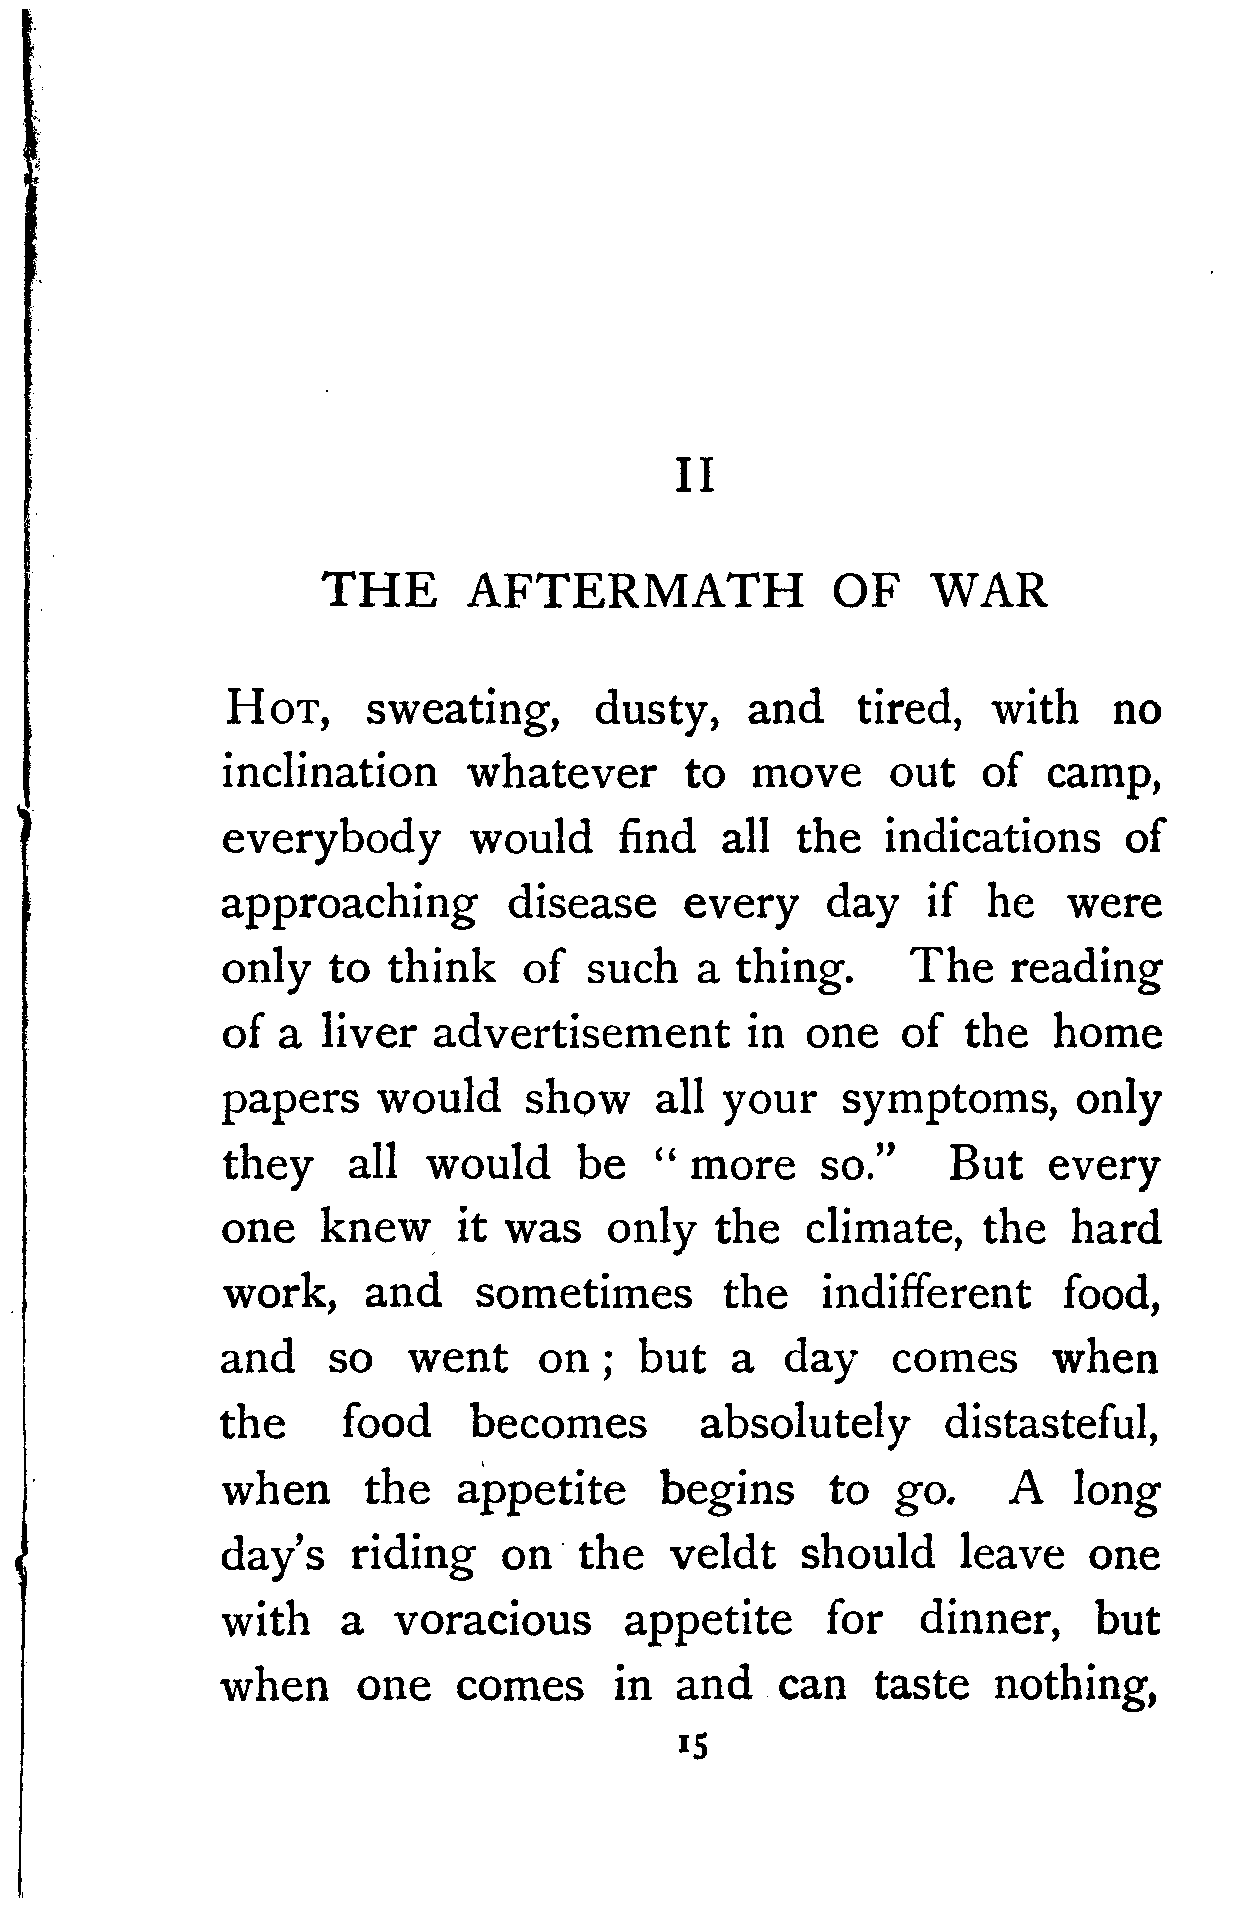 II
THE AFTERMATH OF WAR
HOT, sweating, dusty, and tired, with no
inclination whatever to move out of camp,
everybody would find all the indications of
approaching disease every day if he were
only to think of such a thing. The reading
of a liver advertisement in one of the home
papers would show all your symptoms, only
they all would be “ more so.” But every
one knew it was only the climate, the hard
work, and sometimes the indifferent food,
and so went on ; but a day comes when
the food becomes absolutely distasteful,
when the appetite begins to go. A long
day's riding on the veldt should leave one
with a voracious appetite for dinner, but
when one comes in and can taste nothing,
15